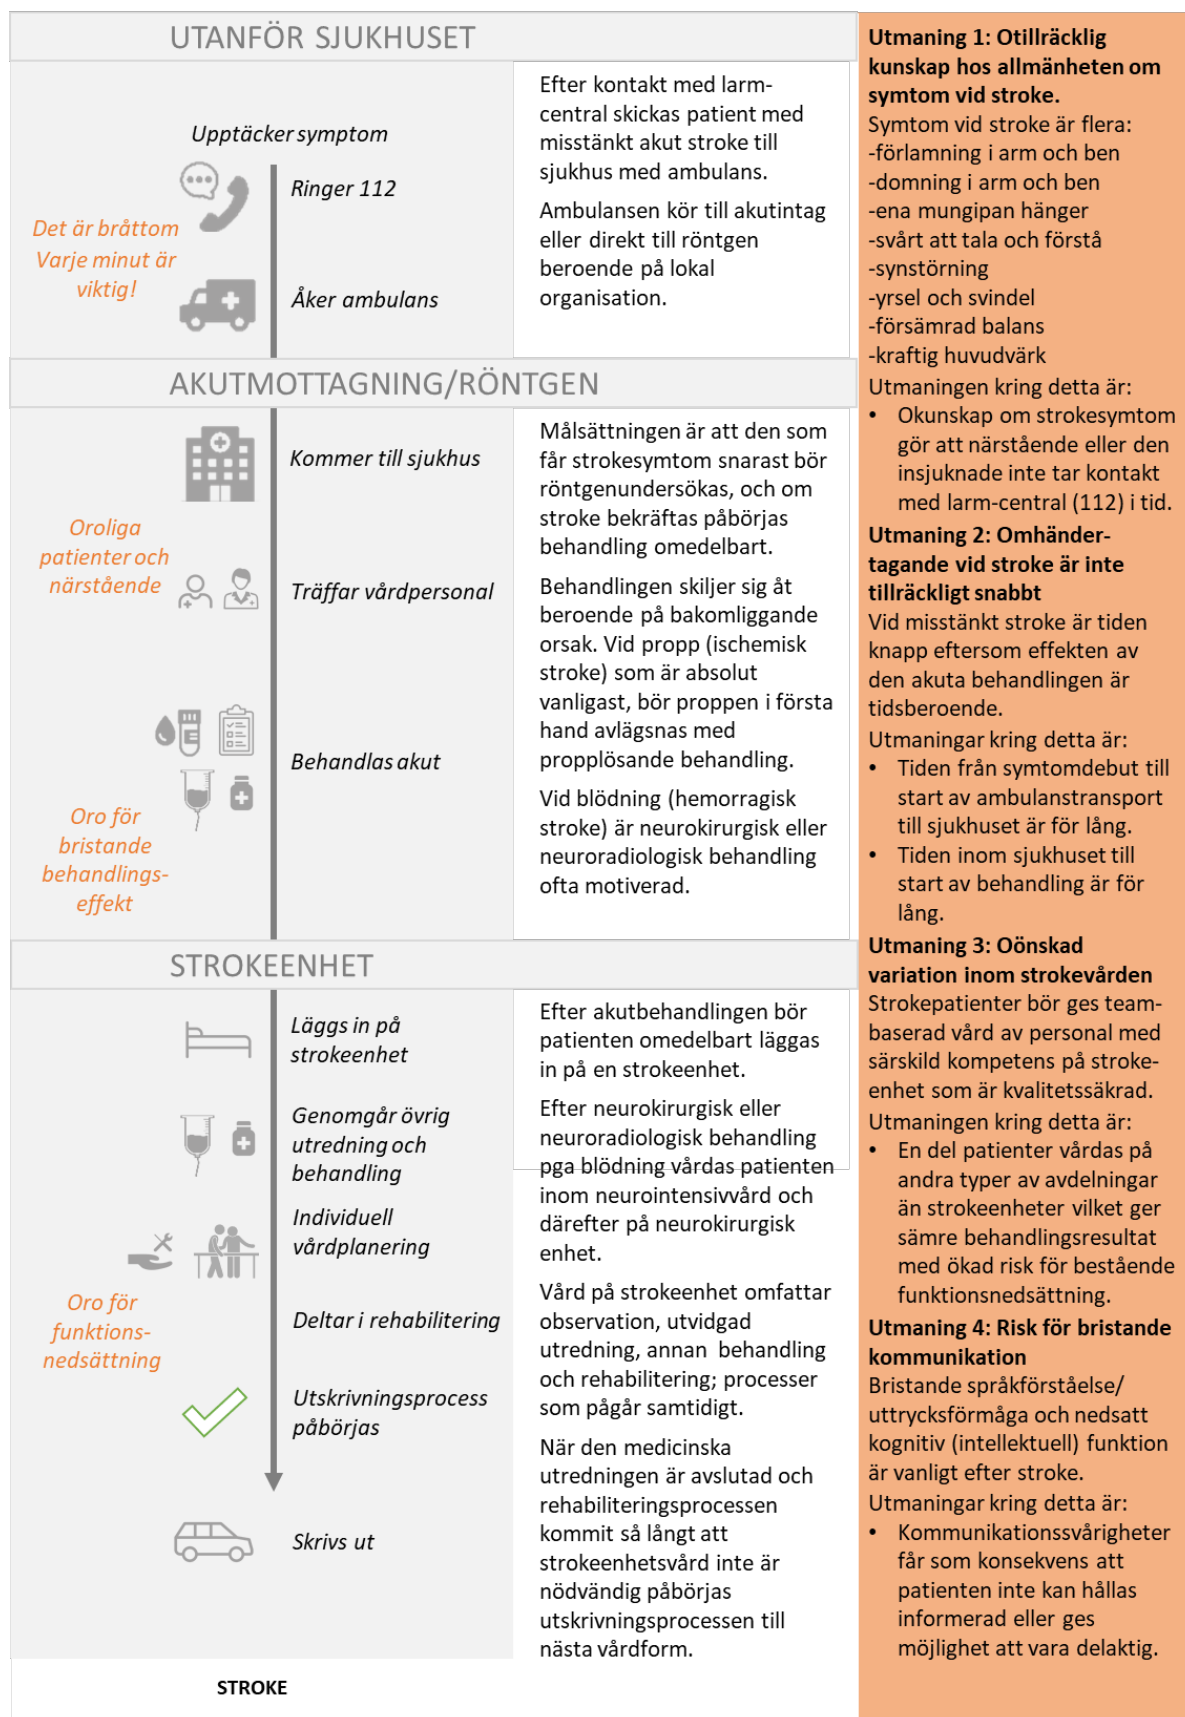 UTANFÖR SJUKHUSET
Upptäcker symptom
Ringer 112
Det är bråttom
Varje minut är
viktig!
Åker ambulans
Efter kontakt med larm-
central skickas patient med
misstänkt akut stroke till
sjukhus med ambulans.
Ambulansen kör till akutintag
eller direkt till röntgen
beroende på lokal
organisation.
AKUTMOTTAGNING/RÖNTGEN
Kommer till sjukhus
Oroliga
patienter och
närstående
Träffar vårdpersonal
Behandlas akut
Oro för
bristande
behandlings-
effekt
Målsättningen är att den som
får strokesymtom snarast bör
röntgenundersökas, och om
stroke bekräftas påbörjas
behandling omedelbart.
Behandlingen skiljer sig åt
beroende på bakomliggande
orsak. Vid propp (ischemisk
stroke) som är absolut
vanligast, bör proppen i första
hand avlägsnas med
propplösande behandling.
Vid blödning (hemorragisk
stroke) är neurokirurgisk eller
neuroradiologisk behandling
ofta motiverad.
STROKEENHET
Läggs in på
strokeenhet
Genomgår övrig
utredning och
behandling
Individuell
vårdplanering
Oro för
funktions-
nedsättning
Deltar i rehabilitering
Utskrivningsprocess
påbörjas
Skrivs ut
Efter akutbehandlingen bör
patienten omedelbart läggas
in på en strokeenhet.
Efter neurokirurgisk eller
neuroradiologisk behandling
pga blödning vårdas patienten
inom neurointensivvård och
därefter på neurokirurgisk
enhet.
Vård på strokeenhet omfattar
observation, utvidgad
utredning, annan behandling
och rehabilitering; processer
som pågår samtidigt.
När den medicinska
utredningen är avslutad och
rehabiliteringsprocessen
kommit så långt att
strokeenhetsvård inte är
nödvändig påbörjas
utskrivningsprocessen till
nästa vårdform.
STROKE
Utmaning 1: Otillräcklig
kunskap hos allmänheten om
symtom vid stroke.
Symtom vid stroke är flera:
-förlamning i arm och ben
-domning i arm och ben
-ena mungipan hänger
-svårt att tala och förstå
-synstörning
-yrsel och svindel
-försämrad balans
-kraftig huvudvärk
Utmaningen kring detta är:
• Okunskap om strokesymtom
gör att närstående eller den
insjuknade inte tar kontakt
med larm-central (112) i tid.
Utmaning 2: Omhänder-
tagande vid stroke är inte
tillräckligt snabbt
Vid misstänkt stroke är tiden
knapp eftersom effekten av
den akuta behandlingen är
tidsberoende.
Utmaningar kring detta är:
• Tiden från symtomdebut till
start av ambulanstransport
till sjukhuset är för lång.
• Tiden inom sjukhuset till
start av behandling är för
lång.
Utmaning 3: Oönskad
variation inom strokevården
Strokepatienter bör ges team-
baserad vård av personal med
särskild kompetens på stroke-
enhet som är kvalitetssäkrad.
Utmaningen kring detta är:
• En del patienter vårdas på
andra typer av avdelningar
än strokeenheter vilket ger
sämre behandlingsresultat
med ökad risk för bestående
funktionsnedsättning.
Utmaning 4: Risk för bristande
kommunikation
Bristande språkförståelse/
uttrycksförmåga och nedsatt
kognitiv (intellektuell) funktion
är vanligt efter stroke.
Utmaningar kring detta är:
• Kommunikationssvårigheter
får som konsekvens att
patienten inte kan hållas
informerad eller ges
möjlighet att vara delaktig.